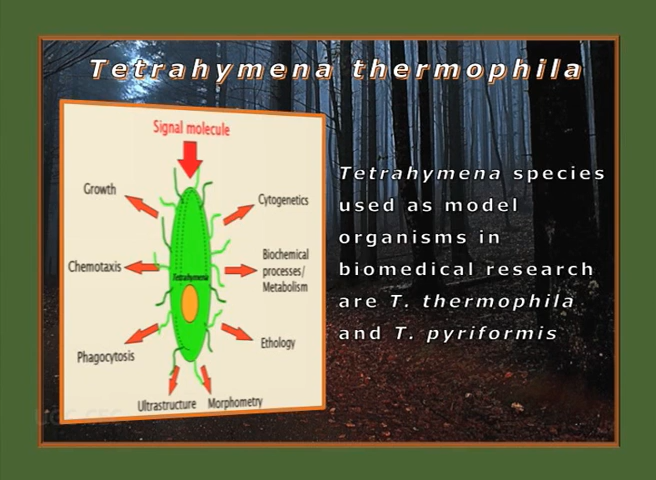 Tetrahymena thermophila
Signal molecule
Growth
Cytogenetics
Chemotaxis
Biochemical
processes/
Metabolism
Tetrahymena
Phagocytosis
Ethology
Ultrastructure
Morphometry
Tetrahymena species
used as model
organisms in
biomedical research
are T. thermophila
and T. pyriformis